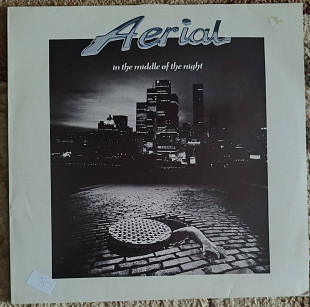 Aerial
in the middle of the night